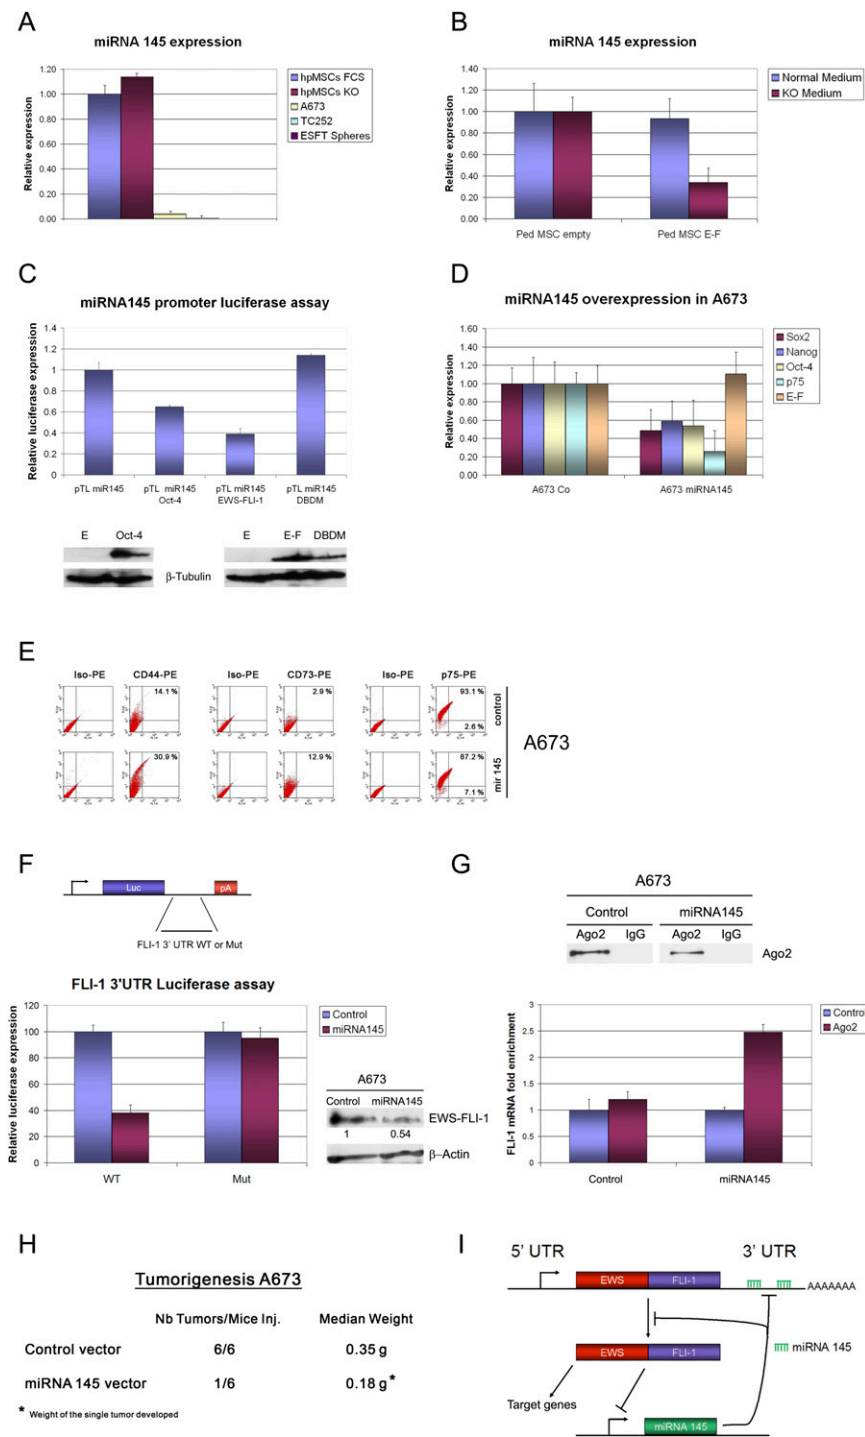 A
miRNA 145 expression
Relative expression
1.20
1.00
0.80
0.60
0.40
0.20
0.00
hpMSCs FCS
hpMSCs KO
A673
TC252
ESFT Spheres
B
miRNA 145 expression
Relative expression
1.40
1.20
1.00
0.80
0.60
0.40
0.20
0.00
Ped MSC empty
Ped MSC E-F
Normal Medium
KO Medium
C
miRNA145 promoter luciferase assay
Relative luciferase expression
1.4
1.2
1
0.8
0.6
0.4
0.2
0
pTL miR145
pTL miR145
Oct-4
pTL miR145
EWS-FLI-1
pTL miR145
DBDM
E Oct-4
E E-F DBDM
β-Tubulin
D
miRNA145 overexpression in A673
Relative expression
1.60
1.40
1.20
1.00
0.80
0.60
0.40
0.20
0.00
A673 Co
A673 miRNA145
Sox2
Nanog
Oct-4
p75
E-F
E
Iso-PE CD44-PE Iso-PE CD73-PE Iso-PE p75-PE
14.1 % 2.9 % 93.1 %
2.6 %
control
30.9 % 12.9 % 87.2 %
7.1 %
mir 145
A673
F
Luc pA
FLI-1 3' UTR WT or Mut
FLI-1 3'UTR Luciferase assay
Relative luciferase expression
120
100
80
60
40
20
0
WT Mut
Control
miRNA145
A673
Control miRNA145
EWS-FLI-1
1 0.54
β-Actin
G
A673
Control miRNA145
Ago2 IgG Ago2 IgG
Ago2
FLI-1 mRNA fold enrichment
3
2.5
2
1.5
1
0.5
0
Control miRNA145
Control
Ago2
H
Tumorigenesis A673
Nb Tumors/Mice Inj. Median Weight
Control vector 6/6 0.35 g
miRNA 145 vector 1/6 0.18 g*
* Weight of the single tumor developed
I
5' UTR 3' UTR
EWS FLI-1
AAAAAAA
EWS FLI-1
miRNA 145
Target genes
miRNA 145